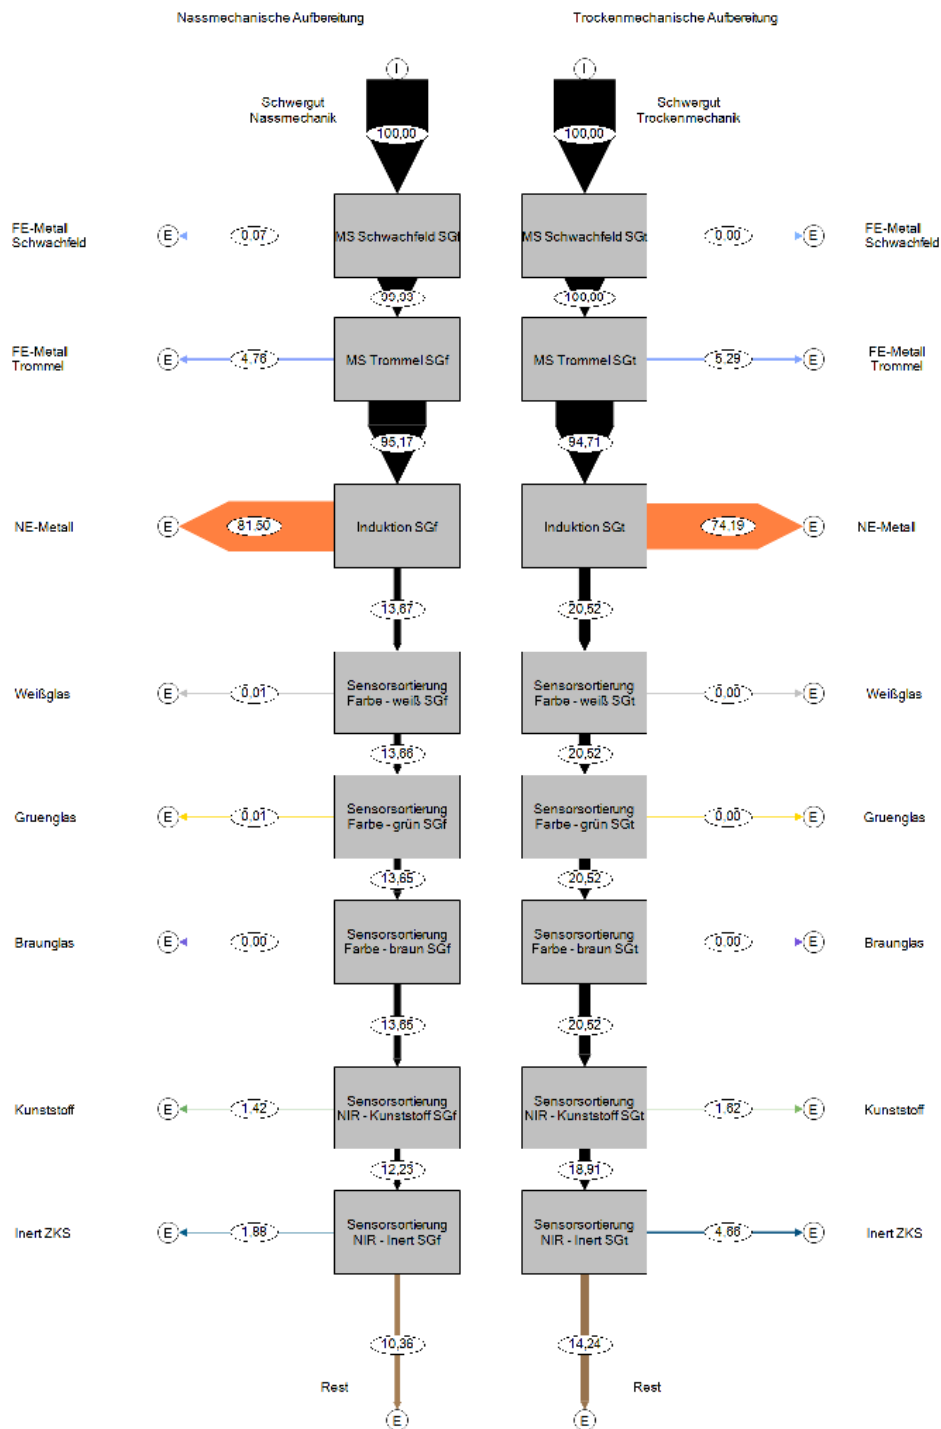 Nassmechanische Aufbereitung
Trockenmechanische Aufbereitung
I
I
Schwergut
Nassmechanik
Schwergut
Trockenmechanik
100,00
100,00
FE-Metall
Schwachfeld
E
0,07
MS Schwachfeld SGf
MS Schwachfeld SGt
0,00
E
FE-Metall
Schwachfeld
99,93
100,00
FE-Metall
Trommel
E
4,76
MS Trommel SGf
MS Trommel SGt
5,29
E
FE-Metall
Trommel
95,17
94,71
NE-Metall
E
81,50
Induktion SGf
Induktion SGt
74,19
E
NE-Metall
13,67
20,52
Weißglas
E
0,01
Sensorsortierung
Farbe - weiß SGf
Sensorsortierung
Farbe - weiß SGt
0,00
E
Weißglas
13,66
20,52
Gruenglas
E
0,01
Sensorsortierung
Farbe - grün SGf
Sensorsortierung
Farbe - grün SGt
0,00
E
Gruenglas
13,65
20,52
Braunglas
E
0,00
Sensorsortierung
Farbe - braun SGf
Sensorsortierung
Farbe - braun SGt
0,00
E
Braunglas
13,65
20,52
Kunststoff
E
1,42
Sensorsortierung
NIR - Kunststoff SGf
Sensorsortierung
NIR - Kunststoff SGt
1,62
E
Kunststoff
12,23
18,91
Inert ZKS
E
1,88
Sensorsortierung
NIR - Inert SGf
Sensorsortierung
NIR - Inert SGt
4,66
E
Inert ZKS
10,36
14,24
Rest
Rest
E
E